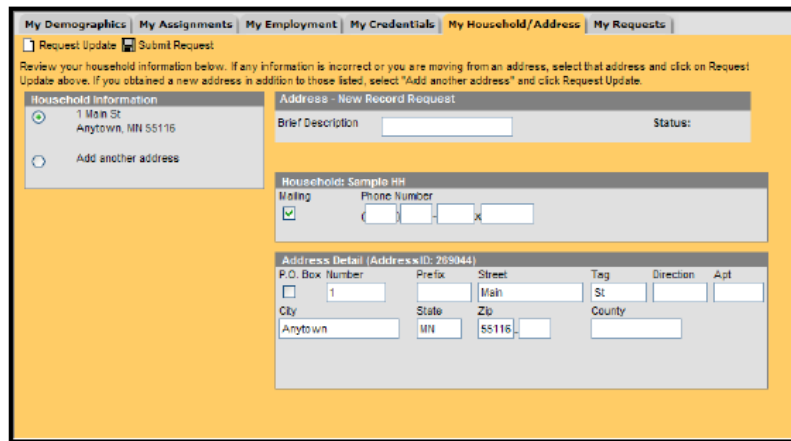 My Demographics My Assignments My Employment My Credentials My Household/Address My Requests
Request Update Submit Request
Review your household information below. If any information is incorrect or you are moving from an address, select that address and click on Request
Update above. If you obtained a new address in addition to those listed, select "Add another address" and click Request Update.
Household Information
1 Main St
Anytown, MN 55116
Add another address
Address - New Record Request
Brief Description Status:
Household: Sample HH
Mailing Phone Number
( ) - x
Address Detail (AddressID: 269044)
P.O. Box Number Prefix Street Tag Direction Apt
1 Main St
City State Zip County
Anytown MN 55116 -